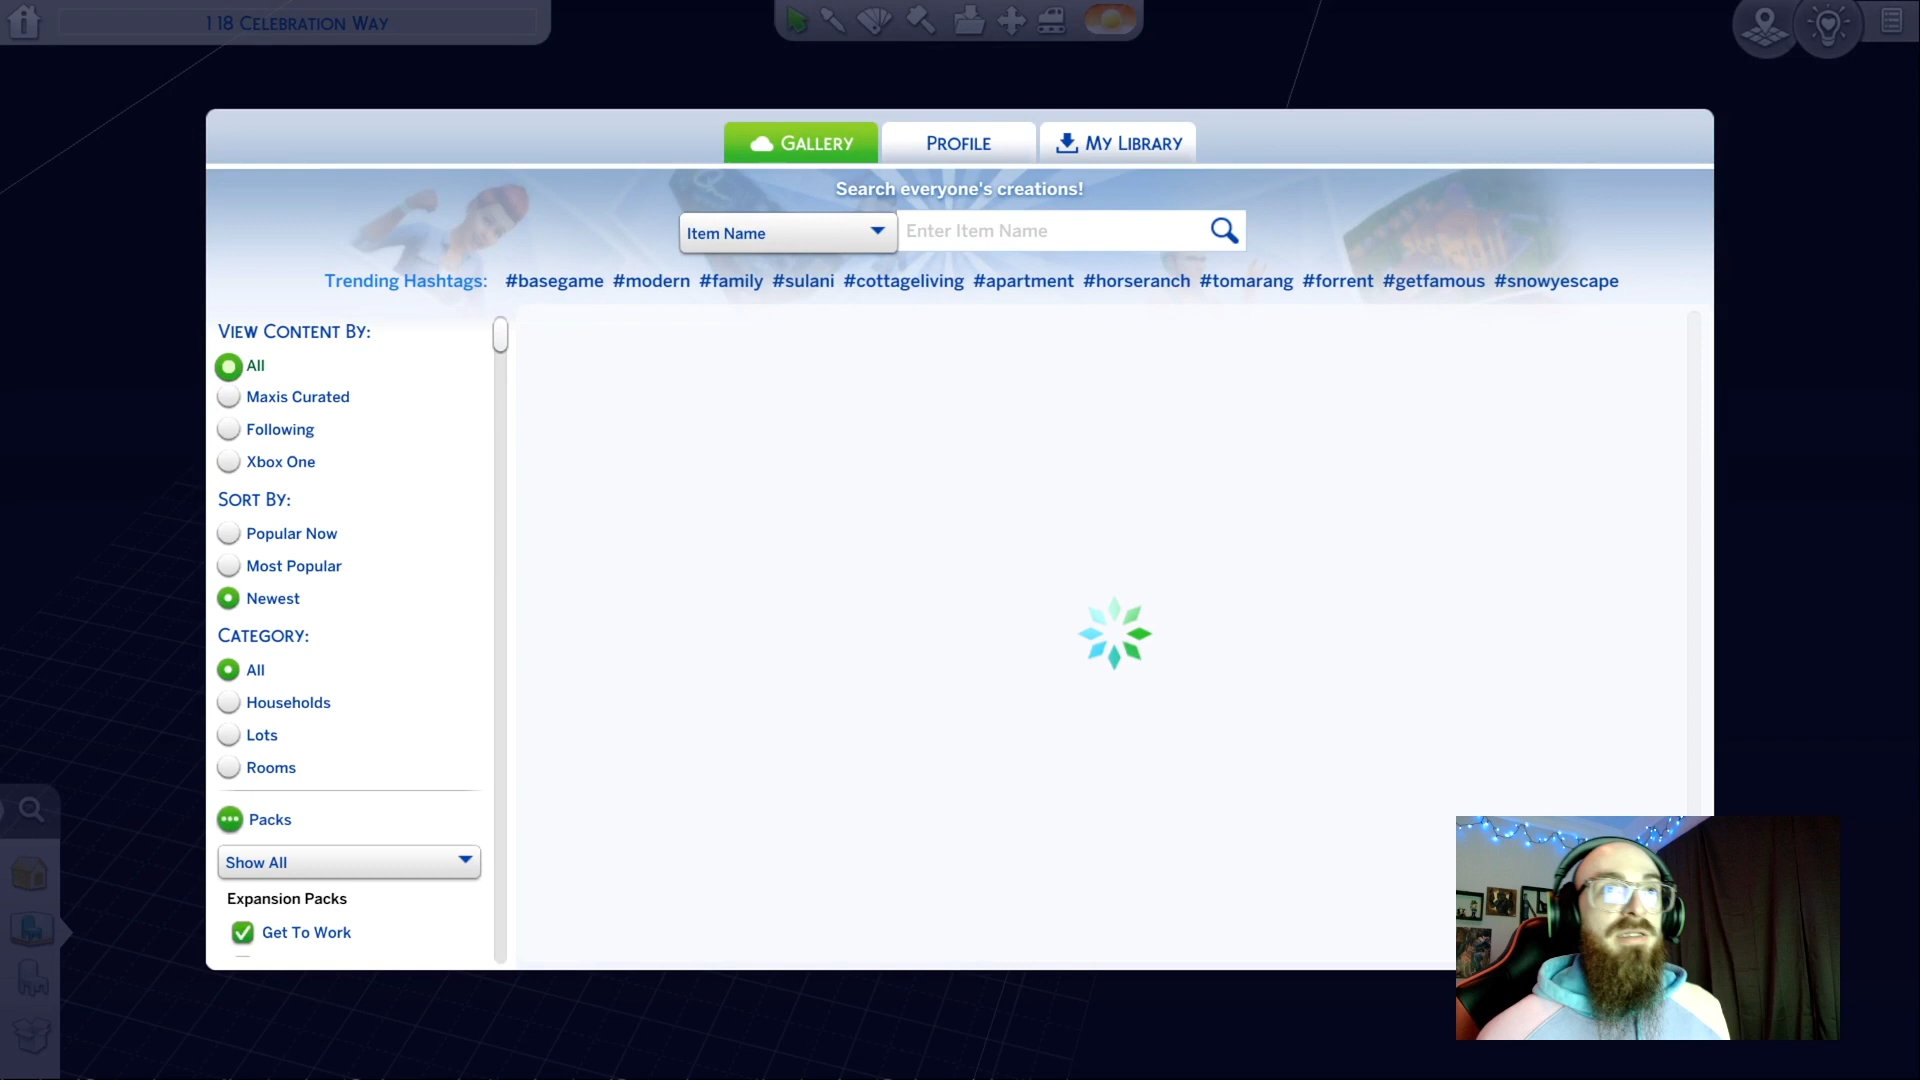 118 Celebration Way
Gallery
Profile
My Library
Search everyone's creations!
Item Name
Enter Item Name
Trending Hashtags: #basegame #modern #family #sulani #cottageliving #apartment #horseranch #tomarang #forrent #getfamous #snowyescape
View Content By:
All
Maxis Curated
Following
Xbox One
Sort By:
Popular Now
Most Popular
Newest
Category:
All
Households
Lots
Rooms
Packs
Show All
Expansion Packs
Get To Work